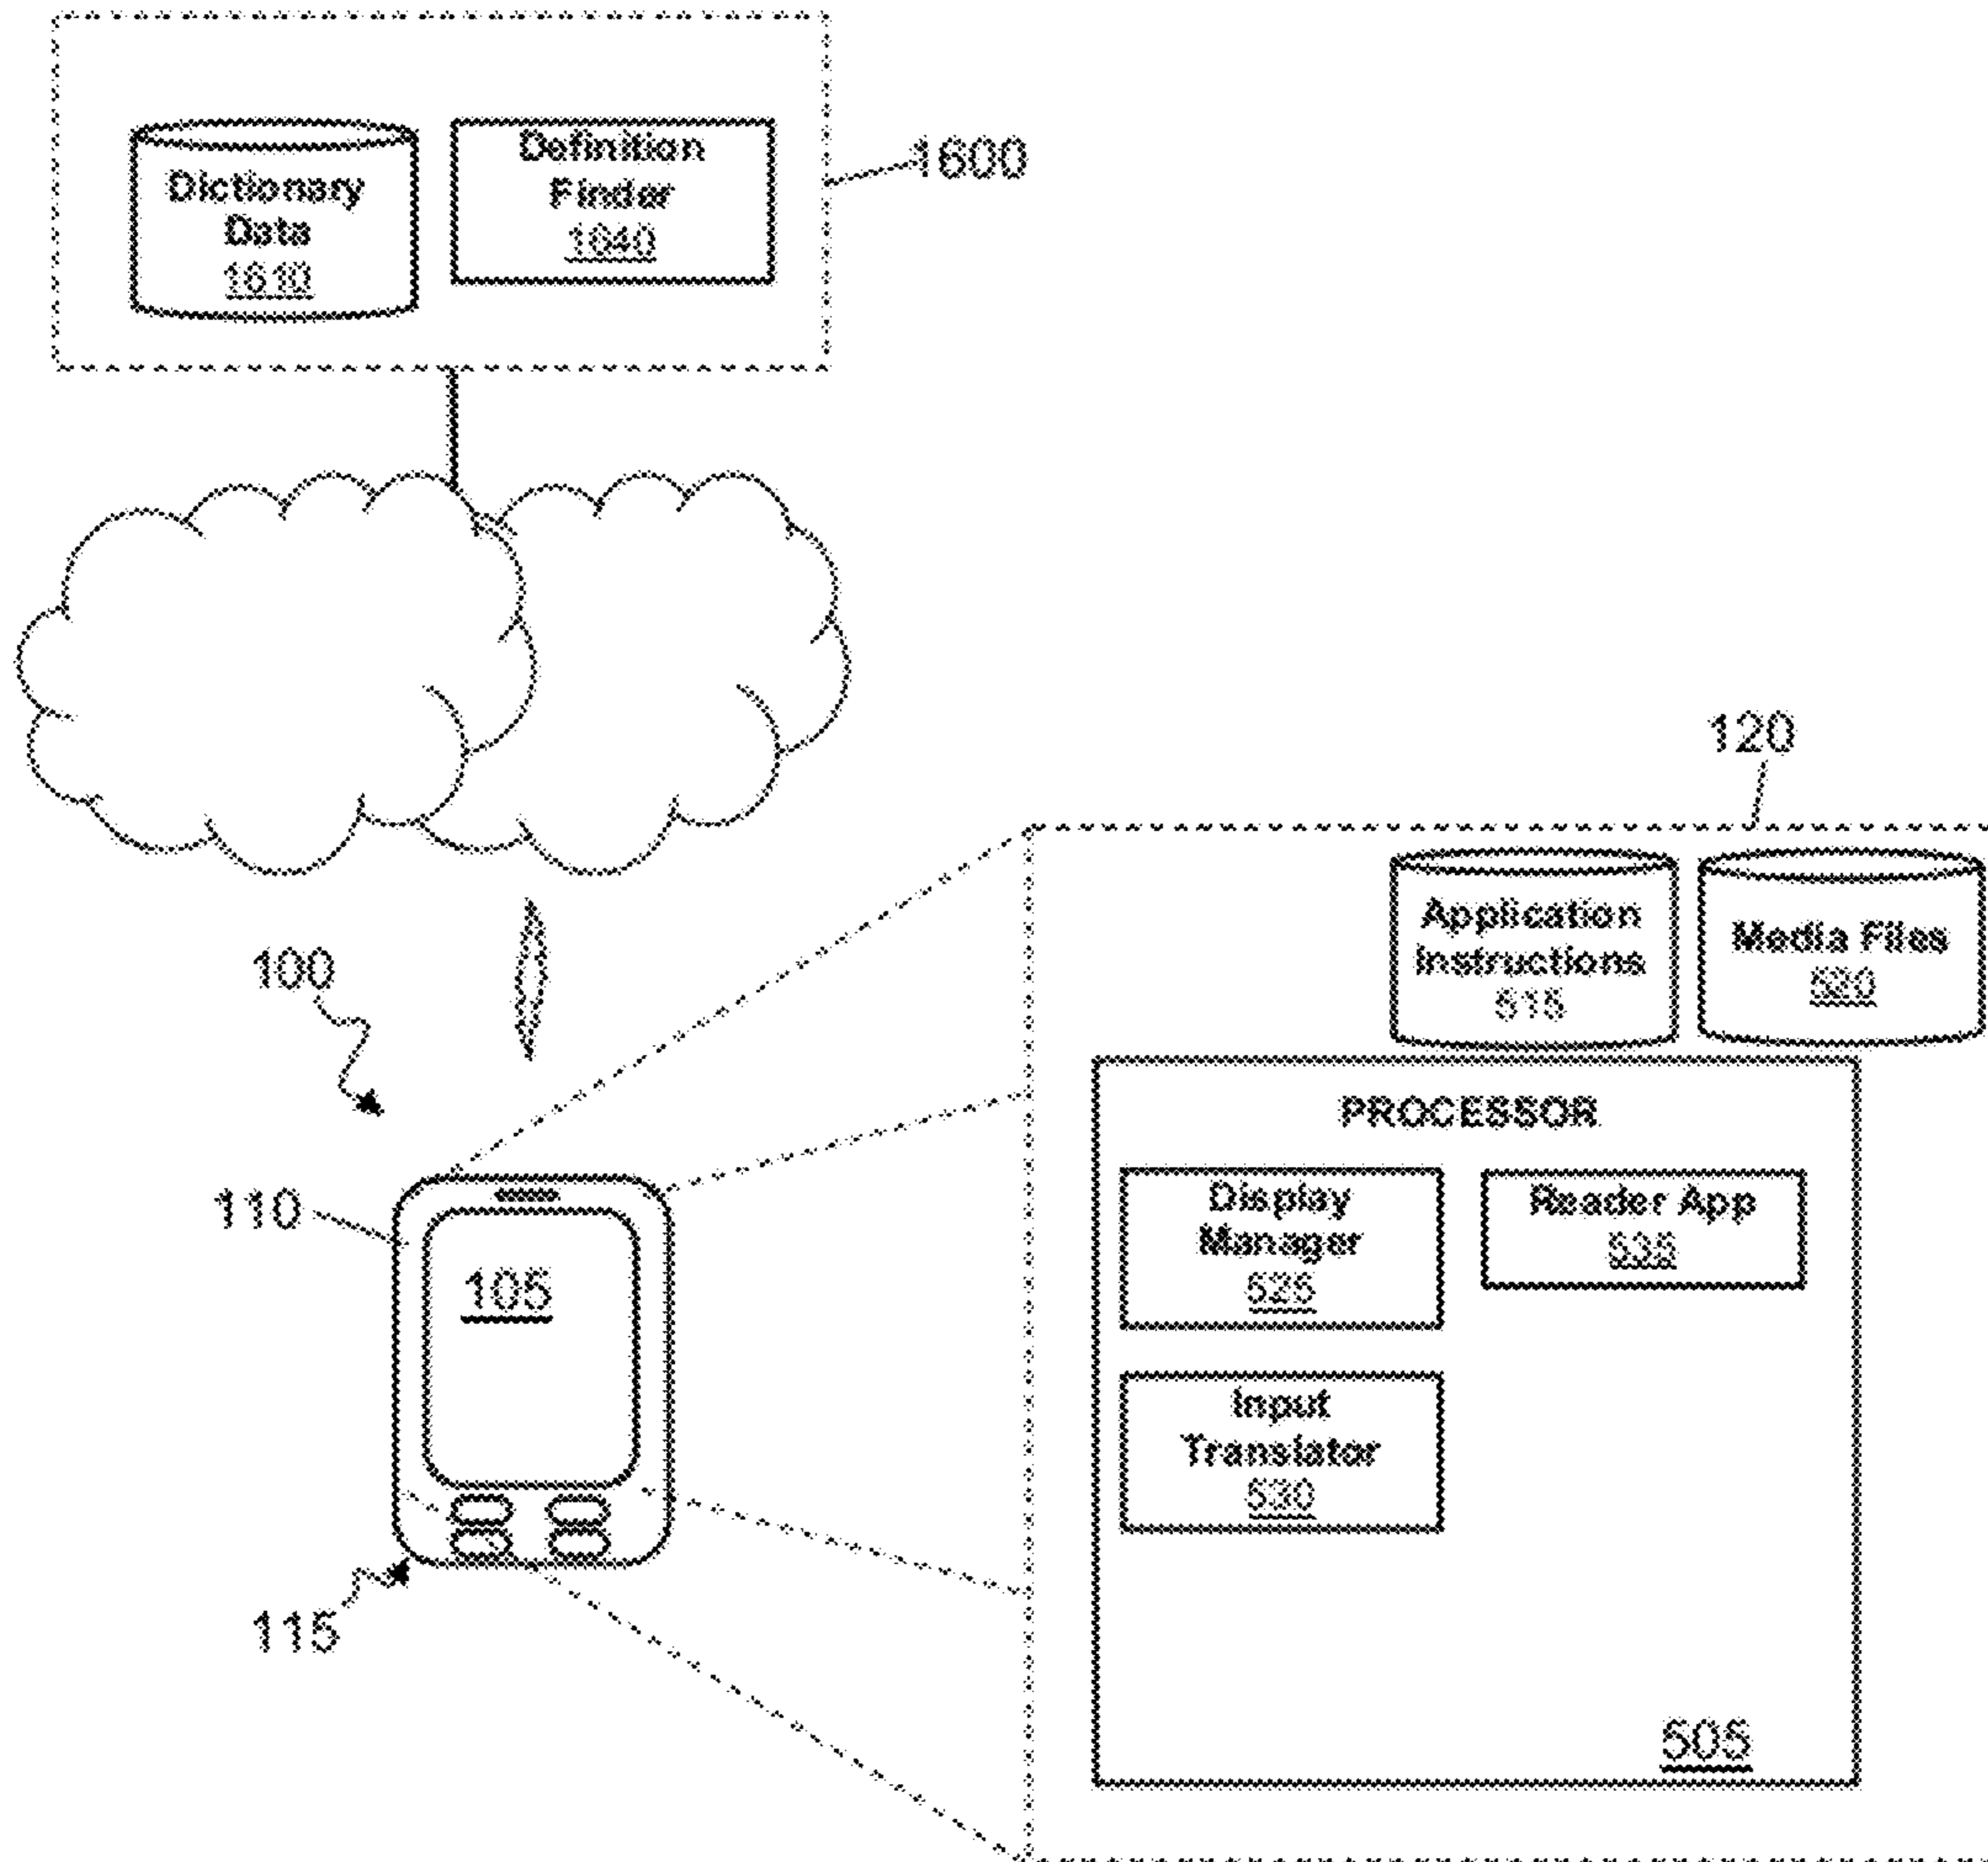 Dictionary
Data
1610
Definition
Finder
1040
1600
120
Application
Instructions
515
Media Files
520
100
PROCESSOR
110
105
Display
Manager
525
Reader App
535
Input
Translator
530
115
505